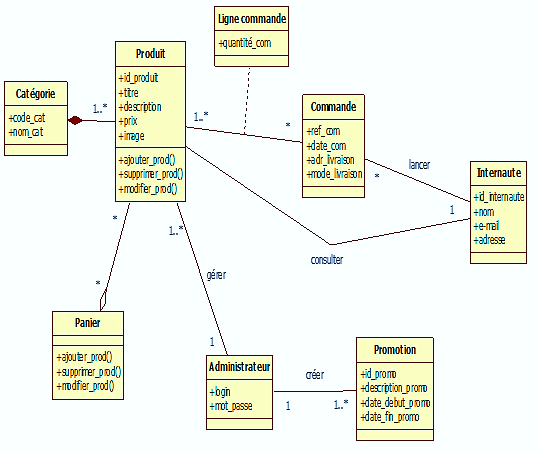 Ligne commande
+quantité_com
Produit
+id_produit
+titre
+description
+prix
+image
+ajouter_prod()
+supprimer_prod()
+modifier_prod()
Catégorie
+code_cat
+nom_cat
1..*
1..*
*
Commande
+ref_com
+date_com
+adr_livraison
+mode_livraison
lancer
*
1
Internaute
+id_internaute
+nom
+e-mail
+adresse
consulter
*
*
1..*
gérer
1
Panier
+ajouter_prod()
+supprimer_prod()
+modifier_prod()
Administrateur
+login
+mot_passe
créer
1
1..*
Promotion
+id_promo
+description_promo
+date_debut_promo
+date_fin_promo